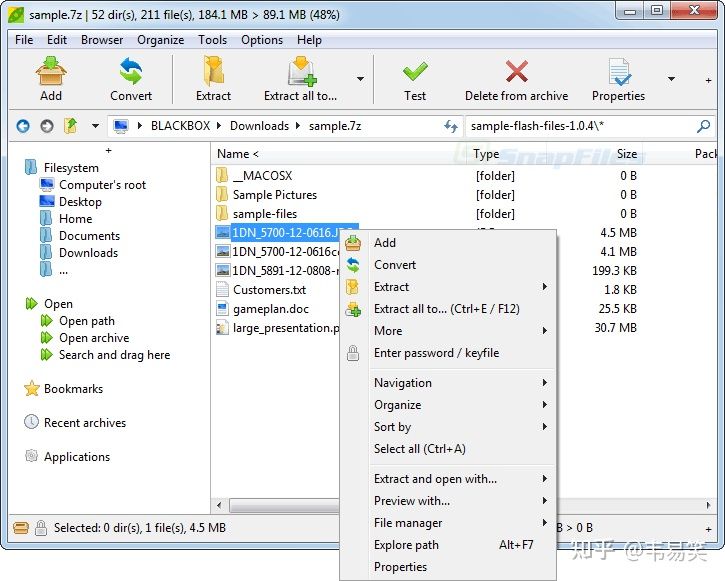 sample.7z | 52 dir(s), 211 file(s), 184.1 MB > 89.1 MB (48%)
File Edit Browser Organize Tools Options Help
Add Convert Extract Extract all to... Test Delete from archive Properties
BLACKBOX Downloads sample.7z sample-flash-files-1.0.4\*
+
Filesystem
Computer's root
Desktop
Home
Documents
Downloads
...
Open
Open path
Open archive
Search and drag here
Bookmarks
Recent archives
Applications
Name < Type Size Pack
SnapFiles
__MACOSX [folder] 0 B
Sample Pictures [folder] 0 B
sample-files [folder] 0 B
1DN_5700-12-0616.JPG 4.5 MB
1DN_5700-12-0616c 4.1 MB
1DN_5891-12-0808- 199.3 KB
Customers.txt 1.8 KB
gameplan.doc 25.5 KB
large_presentation.p 30.7 MB
Add
Convert
Extract
Extract all to... (Ctrl+E / F12)
More
Enter password / keyfile
Navigation
Organize
Sort by
Select all (Ctrl+A)
Extract and open with...
Preview with...
File manager
Explore path Alt+F7
Properties
Selected: 0 dir(s), 1 file(s), 4.5 MB
B > 0 B
知乎 @韦易笑